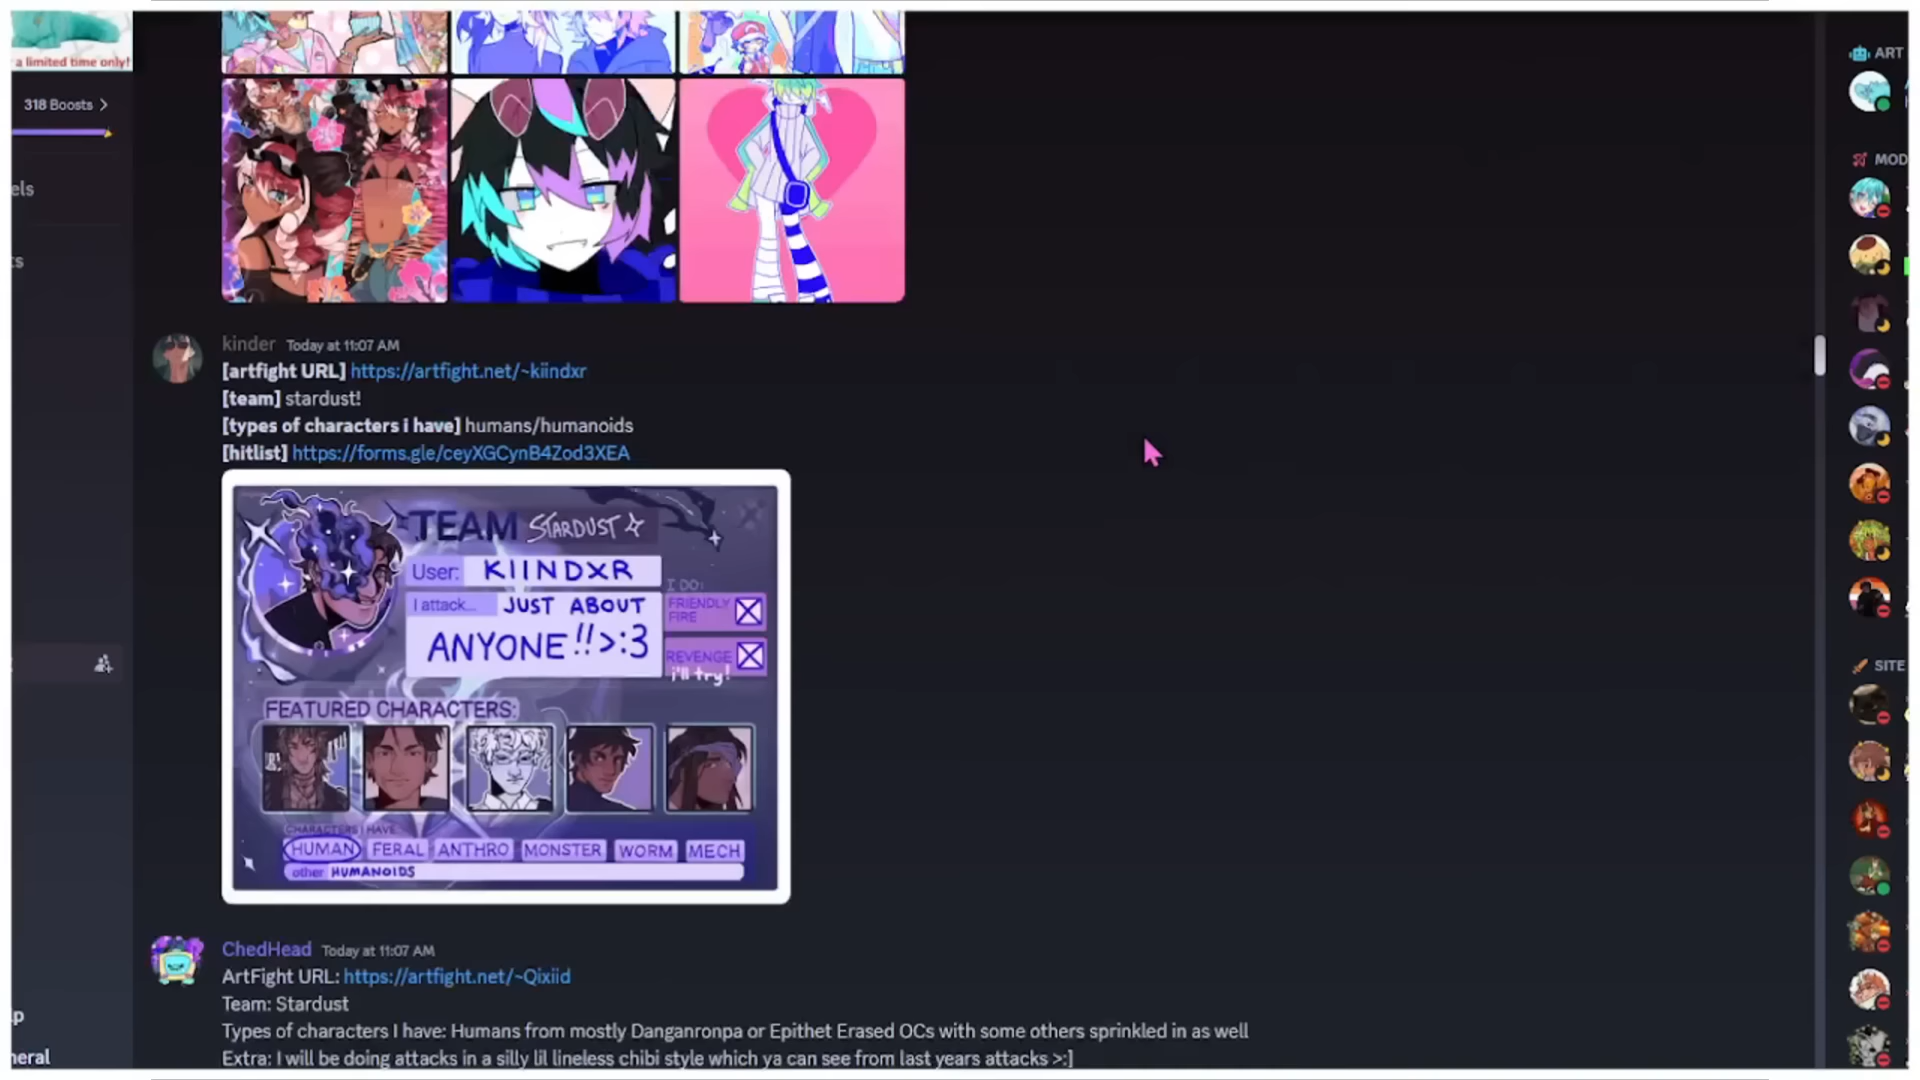 a limited time only!
318 Boosts
els
ts
kinder Today at 11:07 AM
[artfight URL] https://artfight.net/~kiindxr
[team] stardust!
[types of characters i have] humans/humanoids
[hitlist] https://forms.gle/ceyXGCynB4Zod3XEA
TEAM STARDUST
User: KIINDXR
I attack... JUST ABOUT
ANYONE!! >:3
I DO:
FRIENDLY
FIRE
REVENGE
i'll try!
FEATURED CHARACTERS:
CHARACTERS I HAVE
HUMAN FERAL ANTHRO MONSTER WORM MECH
other HUMANOIDS
ChedHead Today at 11:07 AM
ArtFight URL: https://artfight.net/~Qixiid
Team: Stardust
Types of characters I have: Humans from mostly Danganronpa or Epithet Erased OCs with some others sprinkled in as well
Extra: I will be doing attacks in a silly lil lineless chibi style which ya can see from last years attacks >:]
lp
neral
ART
MOD
SITE